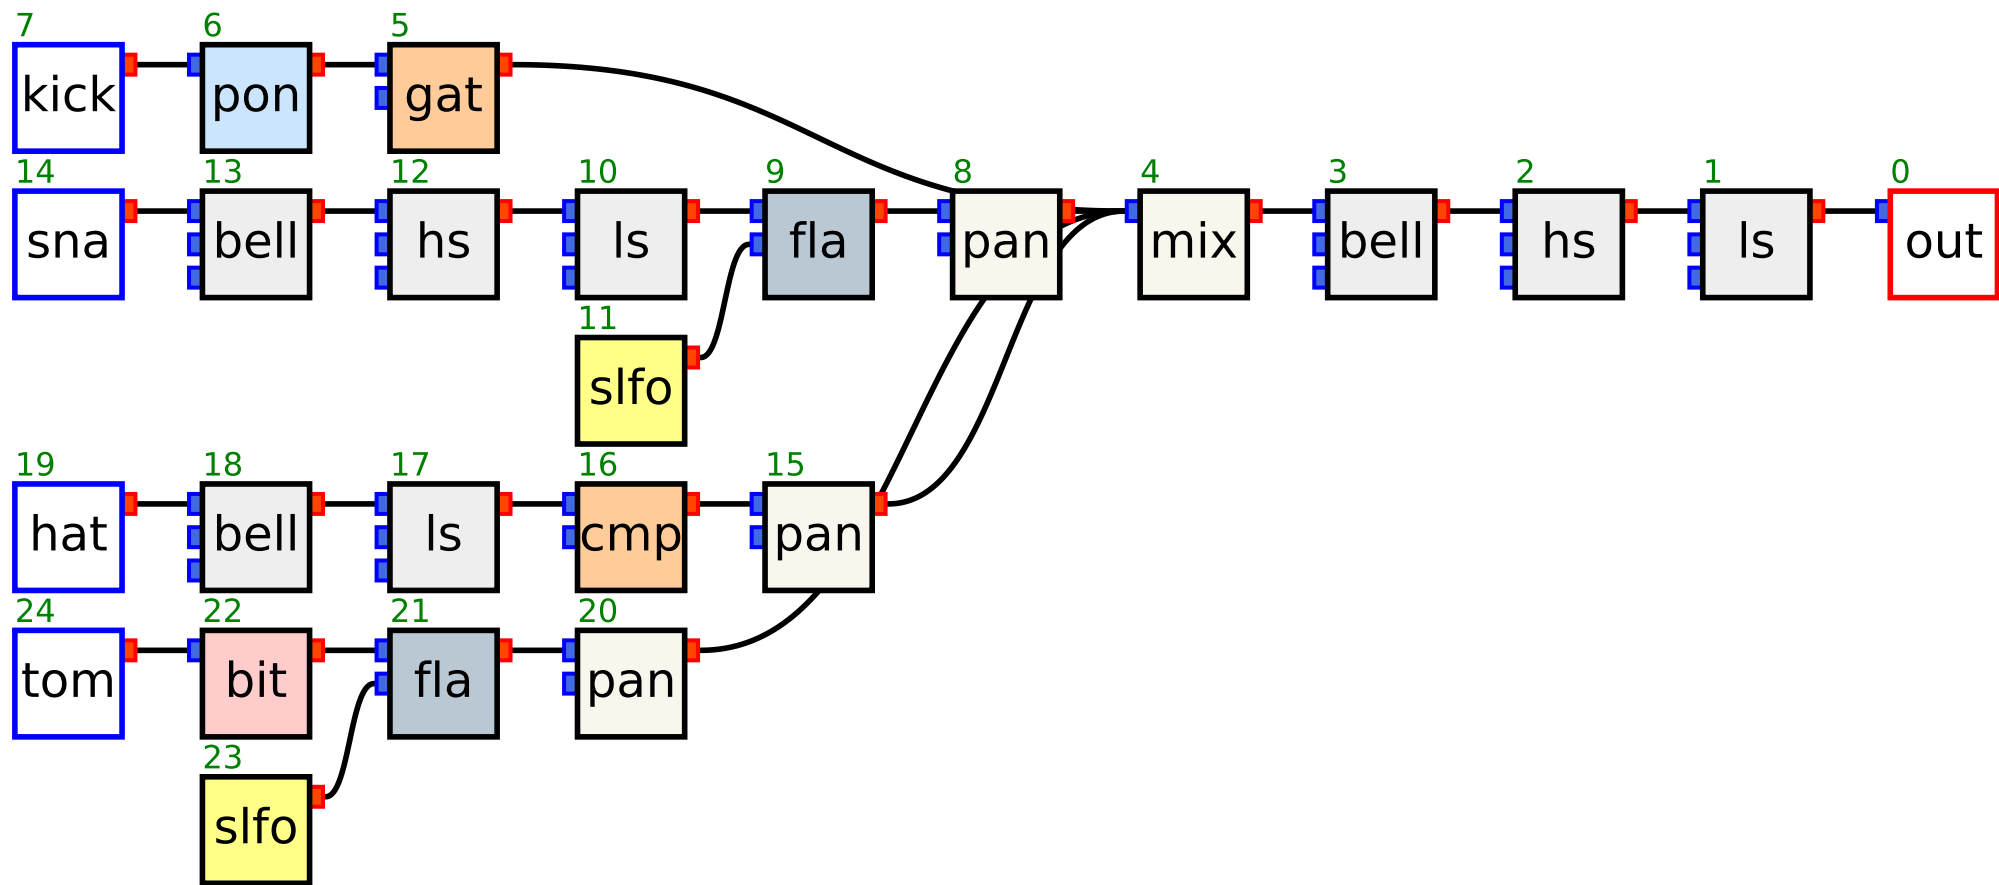 7 6 5
kick pon gat
14 13 12 10 9 8 4 3 2 1 0
sna bell hs ls fla pan mix bell hs ls out
11
slfo
19 18 17 16 15
hat bell ls cmp pan
24 22 21 20
tom bit fla pan
23
slfo